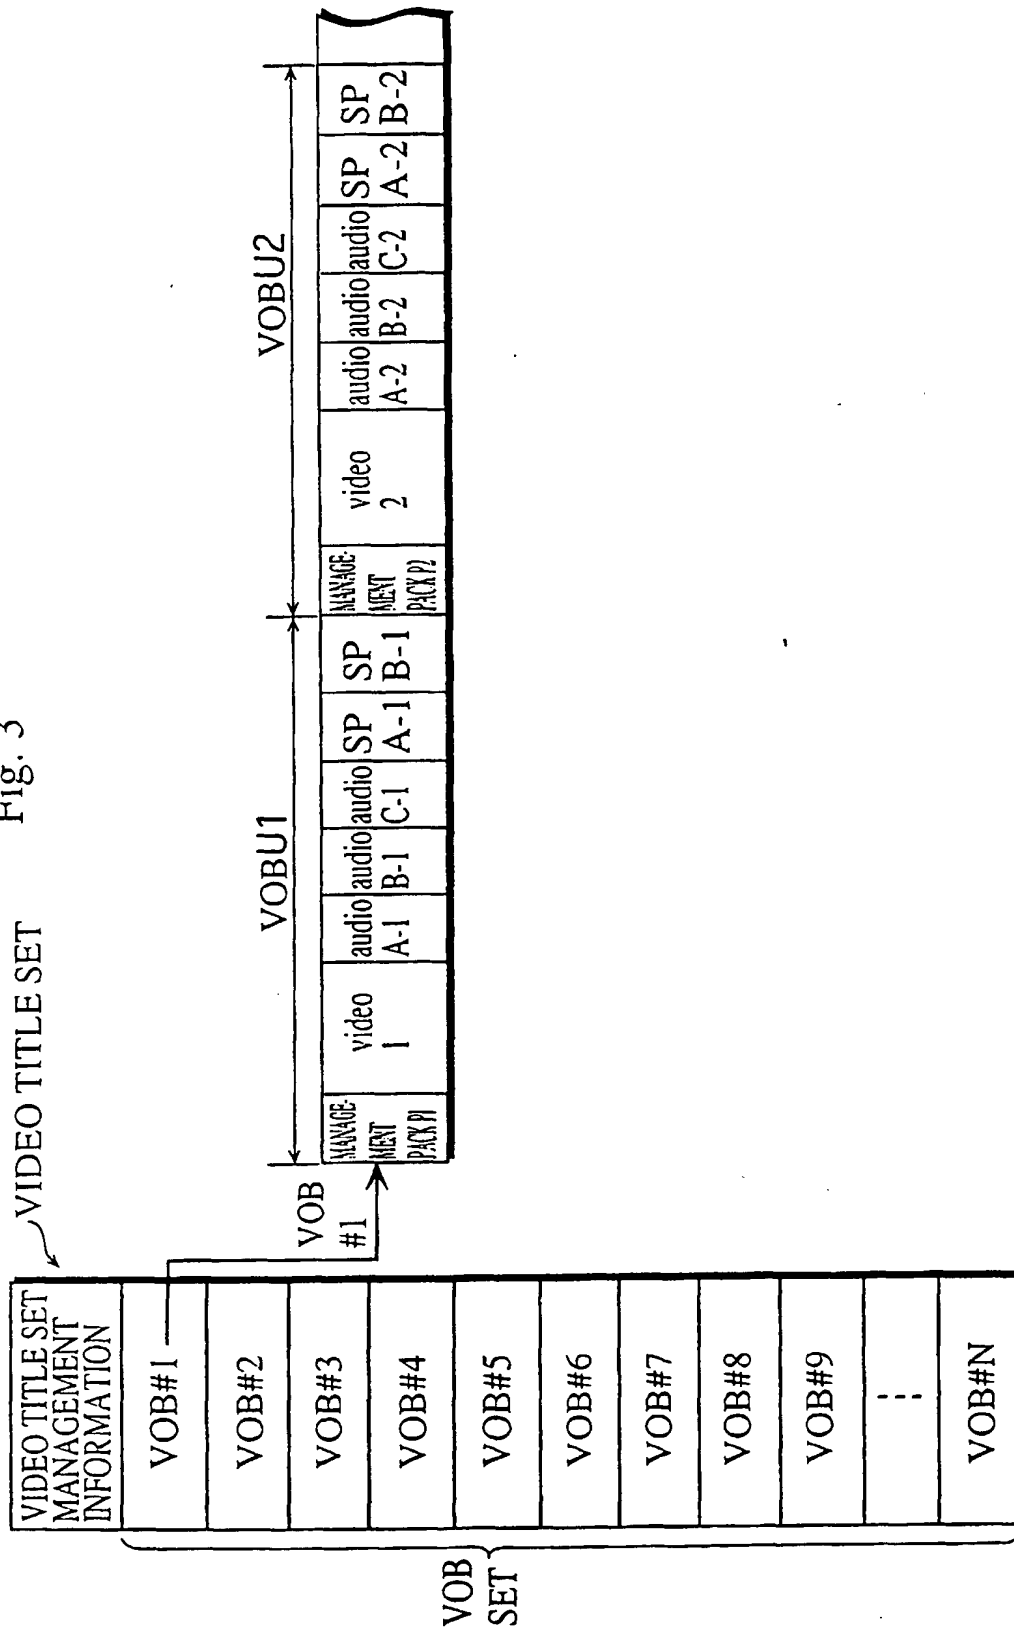 Fig. 3
VIDEO TITLE SET
VIDEO TITLE SET
MANAGEMENT
INFORMATION
VOB#1
VOB#2
VOB#3
VOB#4
VOB#5
VOB#6
VOB#7
VOB#8
VOB#9
---
VOB#N
VOB
SET
VOB
#1
VOBU1
VOBU2
MANAGE-
MENT
PACK P1
video
1
audio
A-1
audio
B-1
audio
C-1
SP
A-1
SP
B-1
MANAGE-
MENT
PACK P2
video
2
audio
A-2
audio
B-2
audio
C-2
SP
A-2
SP
B-2